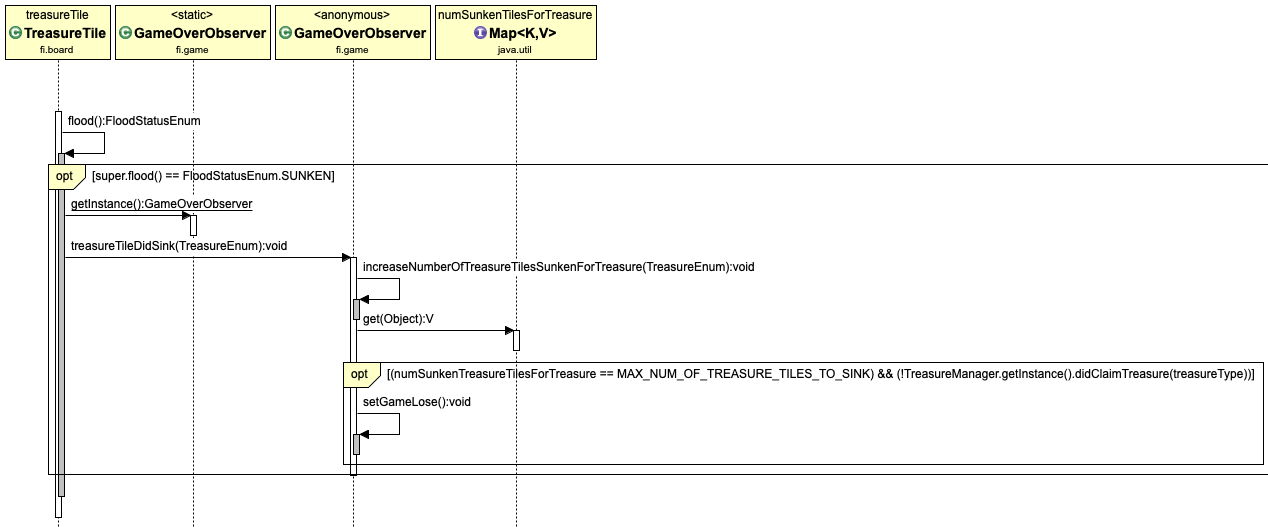 treasureTile
C TreasureTile
fi.board
<static>
C GameOverObserver
fi.game
<anonymous>
C GameOverObserver
fi.game
numSunkenTilesForTreasure
I Map<K,V>
java.util
flood():FloodStatusEnum
opt [super.flood() == FloodStatusEnum.SUNKEN]
getInstance():GameOverObserver
treasureTileDidSink(TreasureEnum):void
increaseNumberOfTreasureTilesSunkenForTreasure(TreasureEnum):void
get(Object):V
opt [(numSunkenTreasureTilesForTreasure == MAX_NUM_OF_TREASURE_TILES_TO_SINK) && (!TreasureManager.getInstance().didClaimTreasure(treasureType))]
setGameLose():void